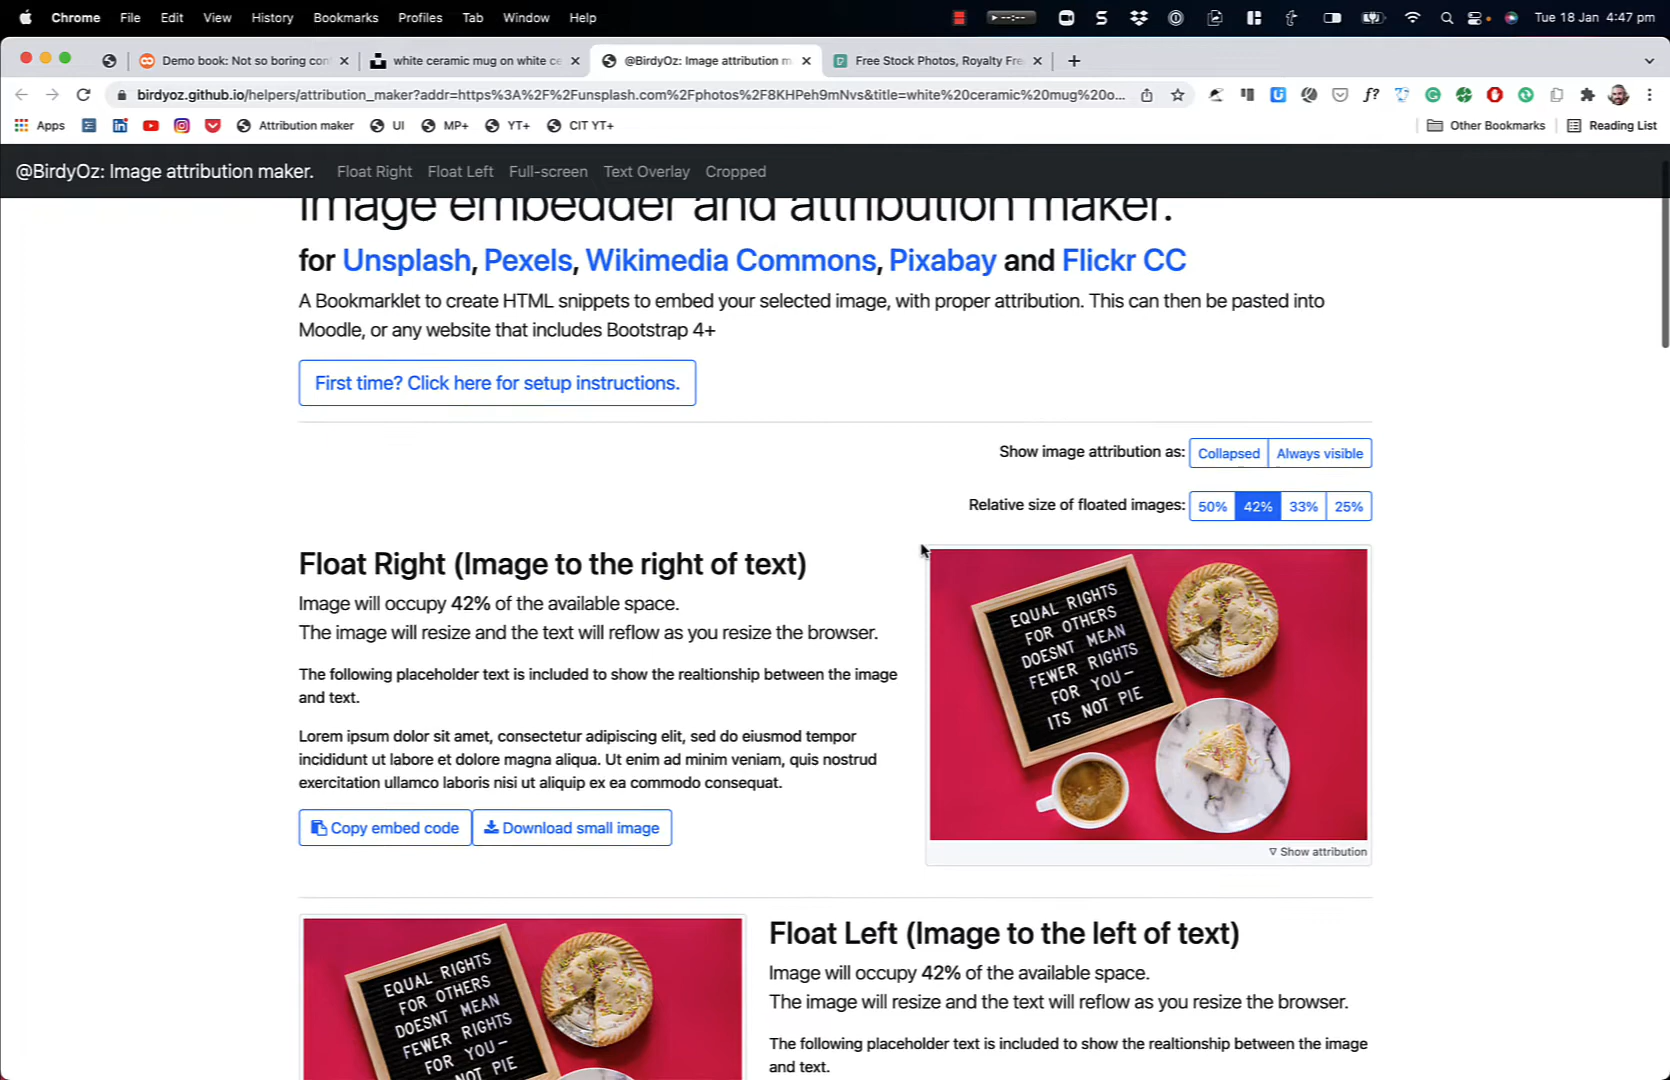 Chrome File Edit View History Bookmarks Profiles Tab Window Help Tue 18 Jan 4:47 pm
Demo book: Not so boring con white ceramic mug on white ce @BirdyOz: Image attribution m Free Stock Photos, Royalty Fre
birdyoz.github.io/helpers/attribution_maker?addr=https%3A%2F%2Funsplash.com%2Fphotos%2F8KHPeh9mNvs&title=white%20ceramic%20mug%20o...
Apps Attribution maker UI MP+ YT+ CIT YT+ Other Bookmarks Reading List
@BirdyOz: Image attribution maker. Float Right Float Left Full-screen Text Overlay Cropped
Image embedder and attribution maker.
for Unsplash, Pexels, Wikimedia Commons, Pixabay and Flickr CC
A Bookmarklet to create HTML snippets to embed your selected image, with proper attribution. This can then be pasted into
Moodle, or any website that includes Bootstrap 4+
First time? Click here for setup instructions.
Show image attribution as: Collapsed Always visible
Relative size of floated images: 50% 42% 33% 25%
Float Right (Image to the right of text)
Image will occupy 42% of the available space.
The image will resize and the text will reflow as you resize the browser.
The following placeholder text is included to show the realtionship between the image
and text.
Lorem ipsum dolor sit amet, consectetur adipiscing elit, sed do eiusmod tempor
incididunt ut labore et dolore magna aliqua. Ut enim ad minim veniam, quis nostrud
exercitation ullamco laboris nisi ut aliquip ex ea commodo consequat.
Copy embed code Download small image
EQUAL RIGHTS
FOR OTHERS
DOESNT MEAN
FEWER RIGHTS
FOR YOU—
ITS NOT PIE
Show attribution
EQUAL RIGHTS
FOR OTHERS
DOESNT MEAN
FEWER RIGHTS
FOR YOU—
NOT PIE
Float Left (Image to the left of text)
Image will occupy 42% of the available space.
The image will resize and the text will reflow as you resize the browser.
The following placeholder text is included to show the realtionship between the image
and text.